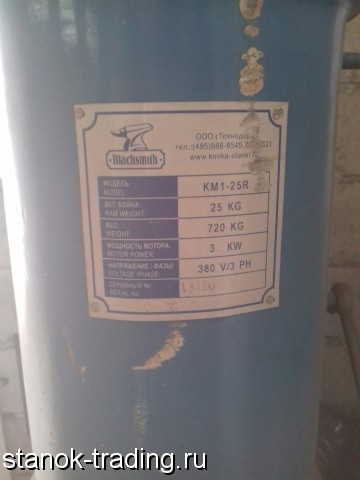 Blacksmith
ООО (Технодар)
тел.:(495)988-9540,
www.kovka-stanki.ru
МОДЕЛЬ:
MODEL:
KM1-25R
ВЕС БОЙКА:
RAM WEIGHT:
25 KG
ВЕС
WEIGHT:
720 KG
МОЩНОСТЬ МОТОРА:
MOTOR POWER:
3 KW
НАПРЯЖЕНИЕ / ФАЗЫ:
VOLTAGE /PHASE:
380 V/3 PH
СЕРИЙНЫЙ №:
SERIAL No:
stanok-trading.ru